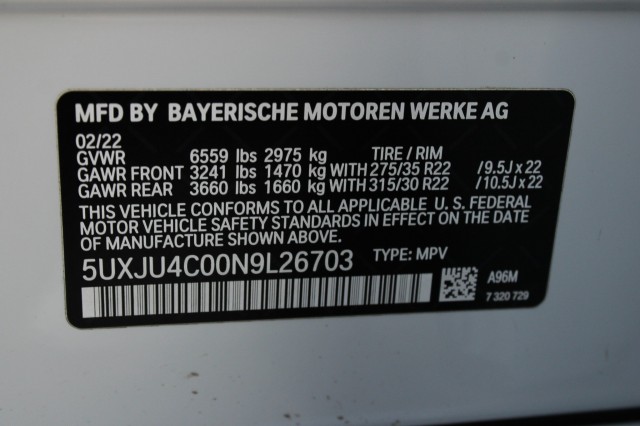 MFD BY BAYERISCHE MOTOREN WERKE AG
02/22
GVWR 6559 lbs 2975 kg TIRE / RIM
GAWR FRONT 3241 lbs 1470 kg WITH 275/35 R22 /9.5J x 22
GAWR REAR 3660 lbs 1660 kg WITH 315/30 R22 /10.5J x 22
THIS VEHICLE CONFORMS TO ALL APPLICABLE U. S. FEDERAL
MOTOR VEHICLE SAFETY STANDARDS IN EFFECT ON THE DATE
OF MANUFACTURE SHOWN ABOVE.
5UXJU4C00N9L26703 TYPE: MPV
A96M
7 320 729